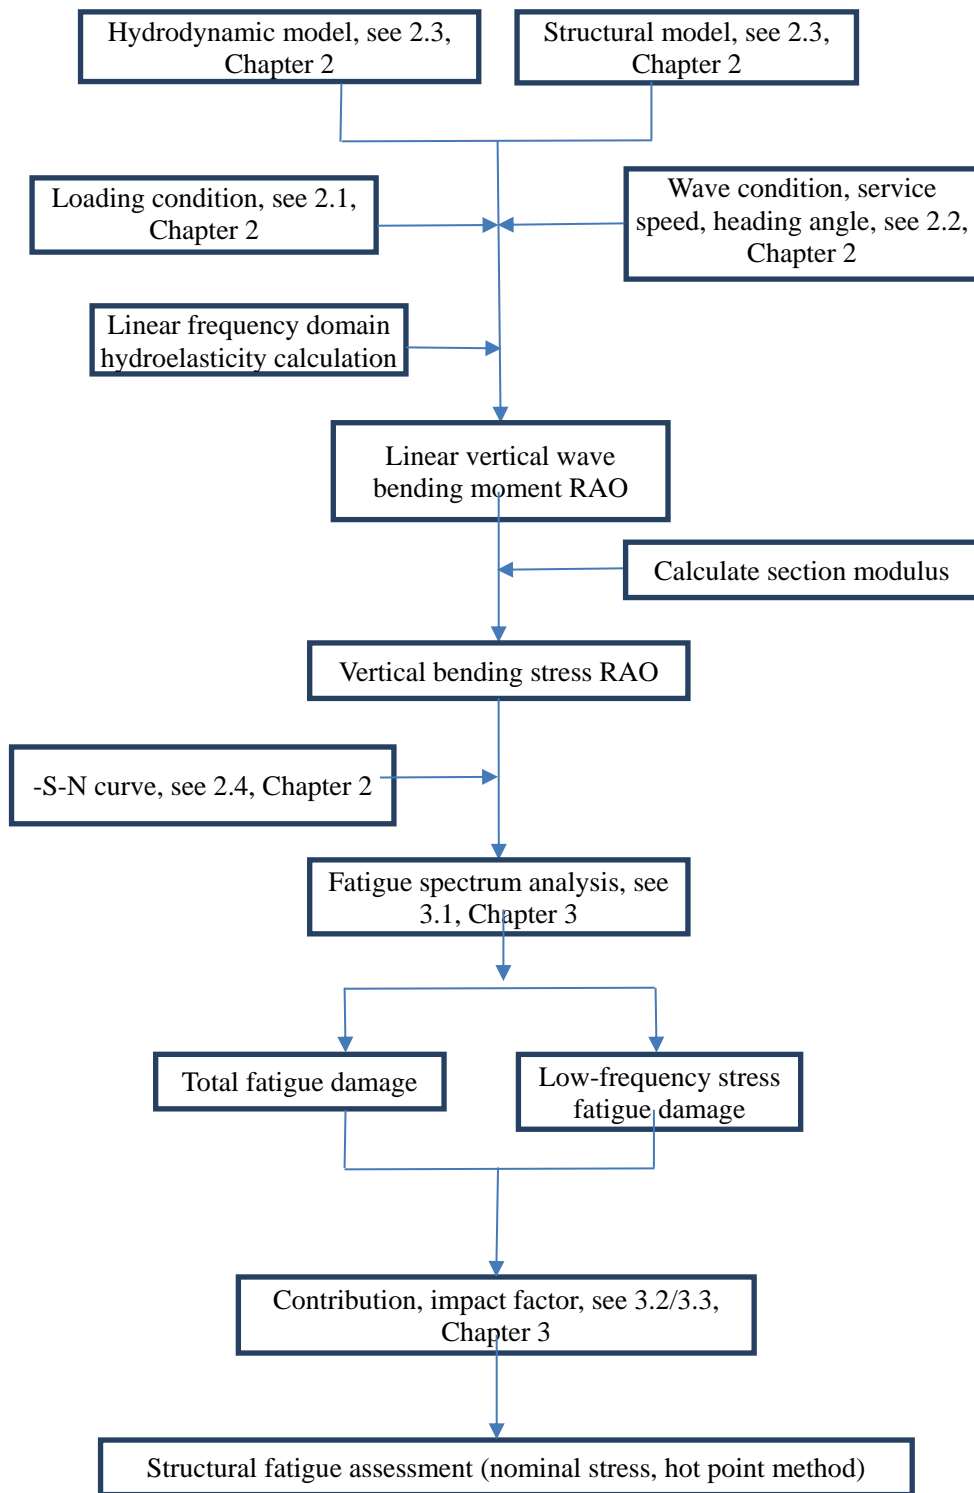 Hydrodynamic model, see 2.3,
Chapter 2
Structural model, see 2.3,
Chapter 2
Loading condition, see 2.1,
Chapter 2
Wave condition, service
speed, heading angle, see 2.2,
Chapter 2
Linear frequency domain
hydroelasticity calculation
Linear vertical wave
bending moment RAO
Calculate section modulus
Vertical bending stress RAO
-S-N curve, see 2.4, Chapter 2
Fatigue spectrum analysis, see
3.1, Chapter 3
Total fatigue damage
Low-frequency stress
fatigue damage
Contribution, impact factor, see 3.2/3.3,
Chapter 3
Structural fatigue assessment (nominal stress, hot point method)